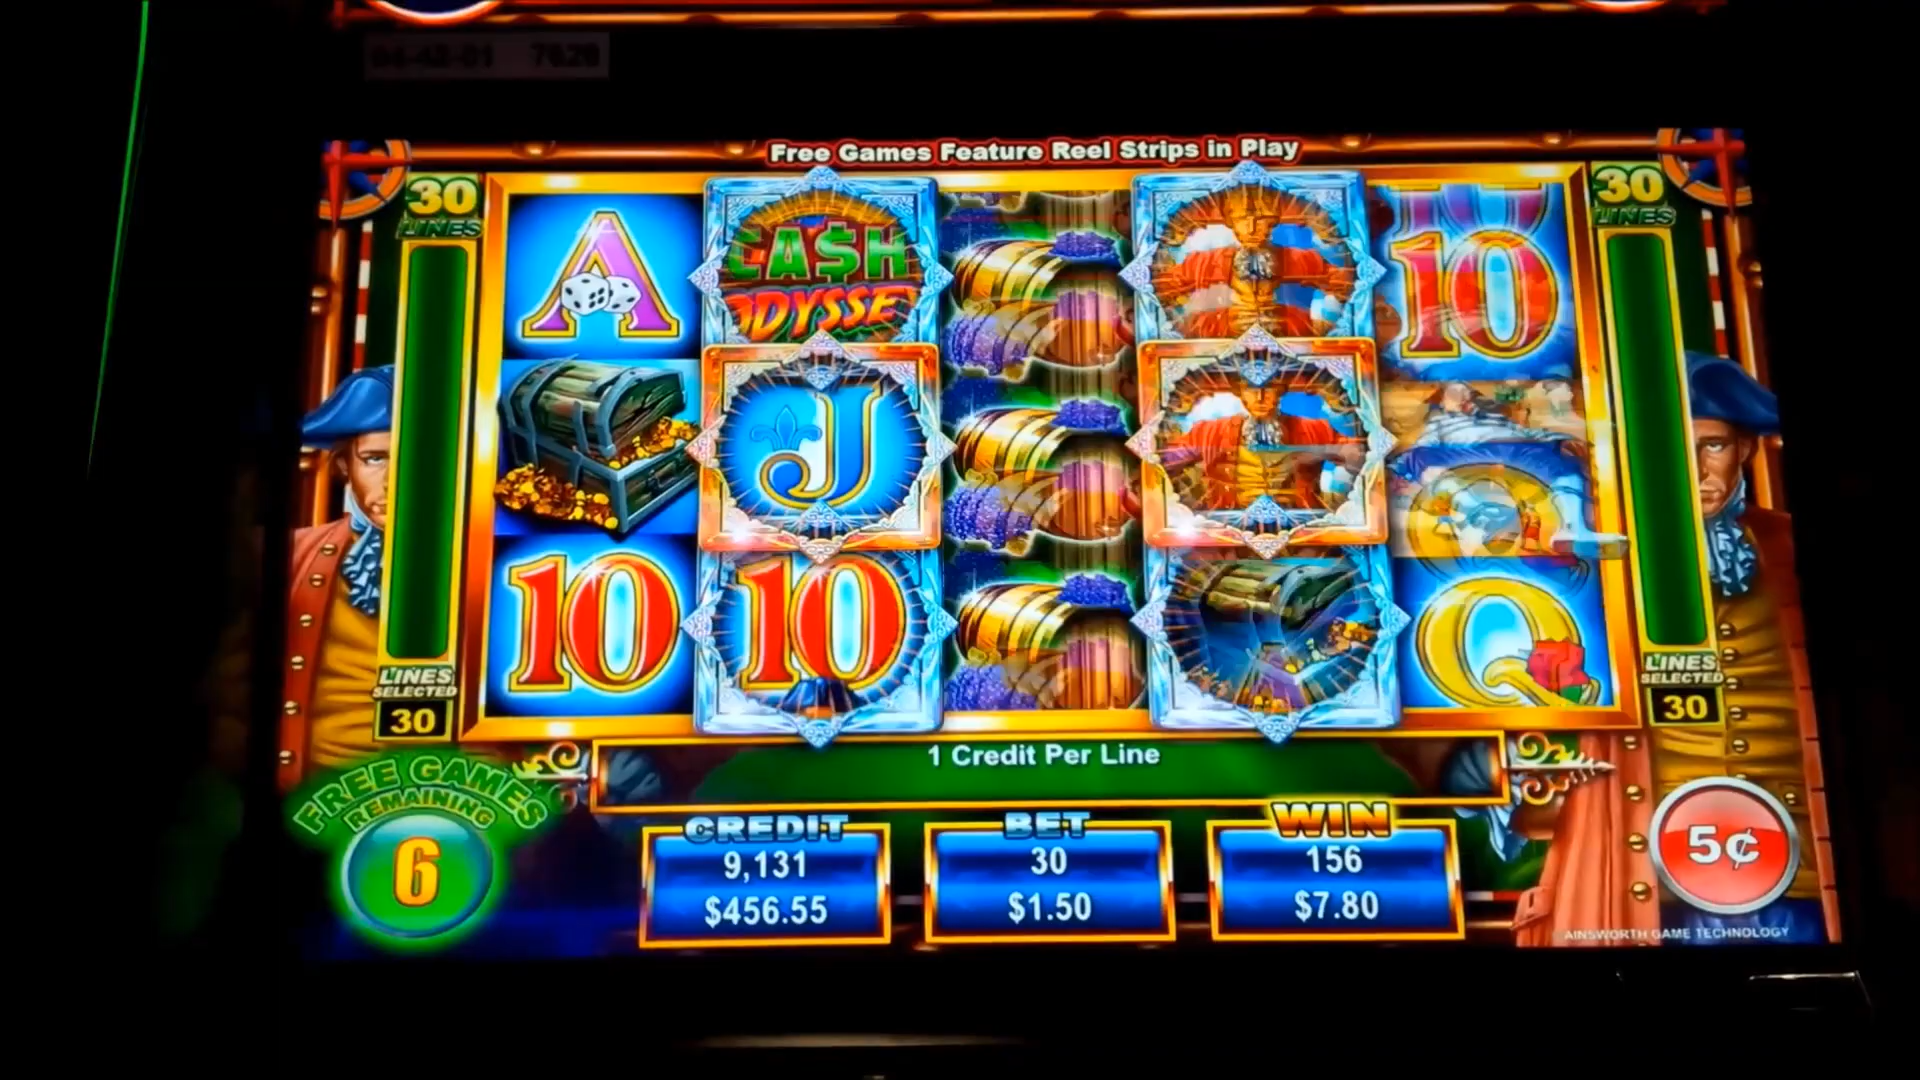 Free Games Feature Reel Strips in Play
30
LINES
30
LINES
A
CA$H
ODYSSEY
10
J
10
10
Q
LINES
SELECTED
30
LINES
SELECTED
30
1 Credit Per Line
FREE GAMES
REMAINING
6
CREDIT
9,131
$456.55
BET
30
$1.50
WIN
156
$7.80
5¢
AINSWORTH GAME TECHNOLOGY